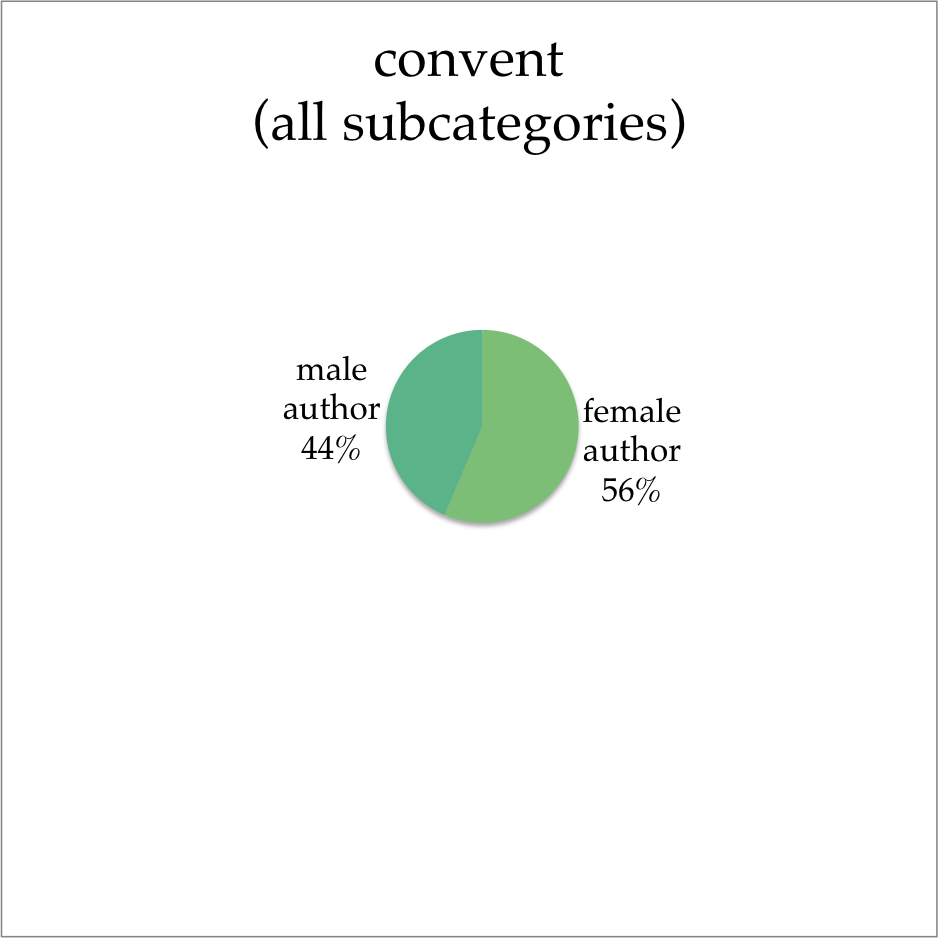 convent
(all subcategories)
male
author
44%
female
author
56%